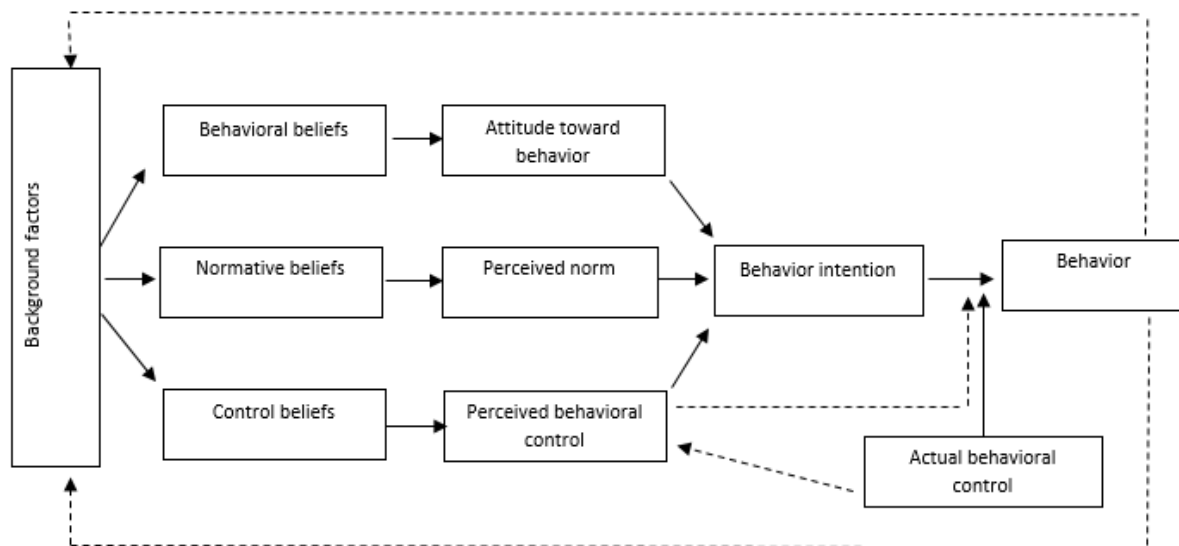 Background factors
Behavioral beliefs
Attitude toward
behavior
Normative beliefs
Perceived norm
Behavior intention
Behavior
Control beliefs
Perceived behavioral
control
Actual behavioral
control